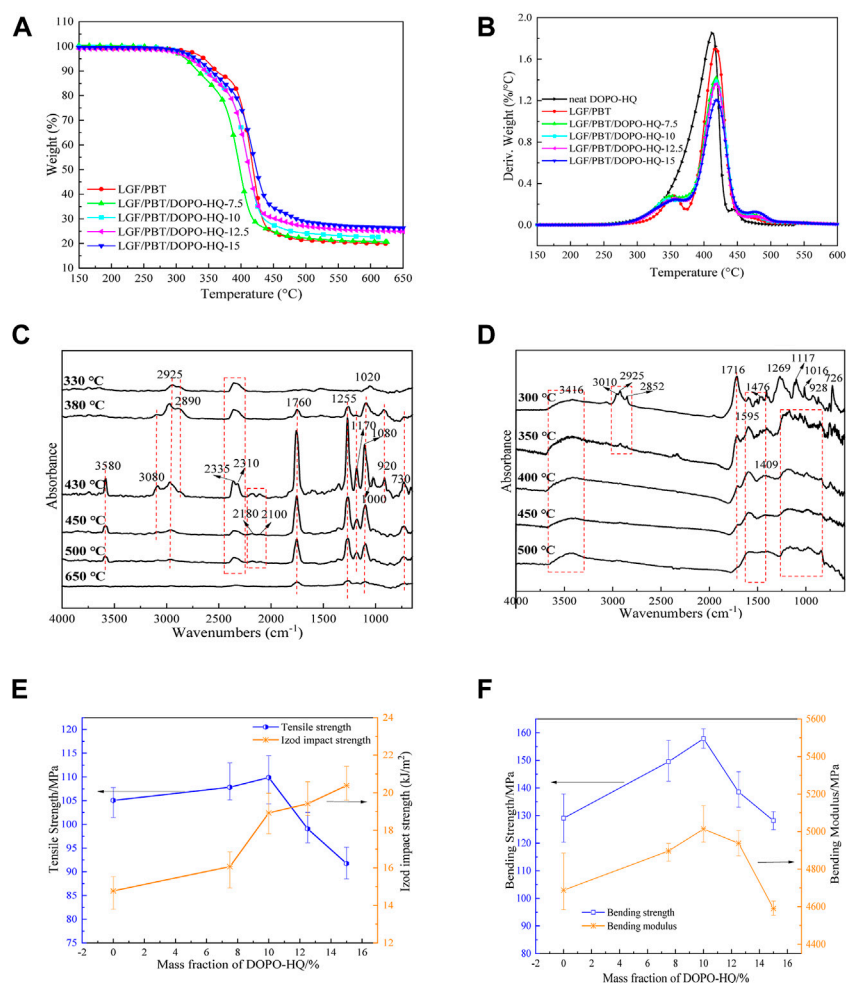 A
Weight (%)
100
90
80
70
60
50
40
30
20
10
LGF/PBT
LGF/PBT/DOPO-HQ-7.5
LGF/PBT/DOPO-HQ-10
LGF/PBT/DOPO-HQ-12.5
LGF/PBT/DOPO-HQ-15
150 200 250 300 350 400 450 500 550 600 650
Temperature (°C)
B
Deriv. Weight (%/°C)
1.8
1.5
1.2
0.9
0.6
0.3
0.0
neat DOPO-HQ
LGF/PBT
LGF/PBT/DOPO-HQ-7.5
LGF/PBT/DOPO-HQ-10
LGF/PBT/DOPO-HQ-12.5
LGF/PBT/DOPO-HQ-15
150 200 250 300 350 400 450 500 550 600
Temperature (°C)
C
Absorbance
330 °C
2925
1020
380 °C
2890
1760
1255
1170
1080
430 °C
3580
3080
2335
2310
920
730
1000
450 °C
2180
2100
500 °C
650 °C
4000 3500 3000 2500 2000 1500 1000
Wavenumbers (cm-1)
D
Absorbance
300 °C
3416
3010
2925
2852
1716
1476
1269
1117
1016
928
726
350 °C
1595
400 °C
1409
450 °C
500 °C
4000 3500 3000 2500 2000 1500 1000
Wavenumbers (cm-1)
E
Tensile Strength/MPa
120
115
110
105
100
95
90
85
80
75
Tensile strength
Izod impact strength
24
22
20
18
16
14
12
Izod impact strength (kJ/m2)
-2 0 2 4 6 8 10 12 14 16
Mass fraction of DOPO-HQ/%
F
Bending Strength/MPa
160
150
140
130
120
110
100
90
80
Bending strength
Bending modulus
5600
5400
5200
5000
4800
4600
4400
Bending Modulus/MPa
-2 0 2 4 6 8 10 12 14 16
Mass fraction of DOPO-HQ/%